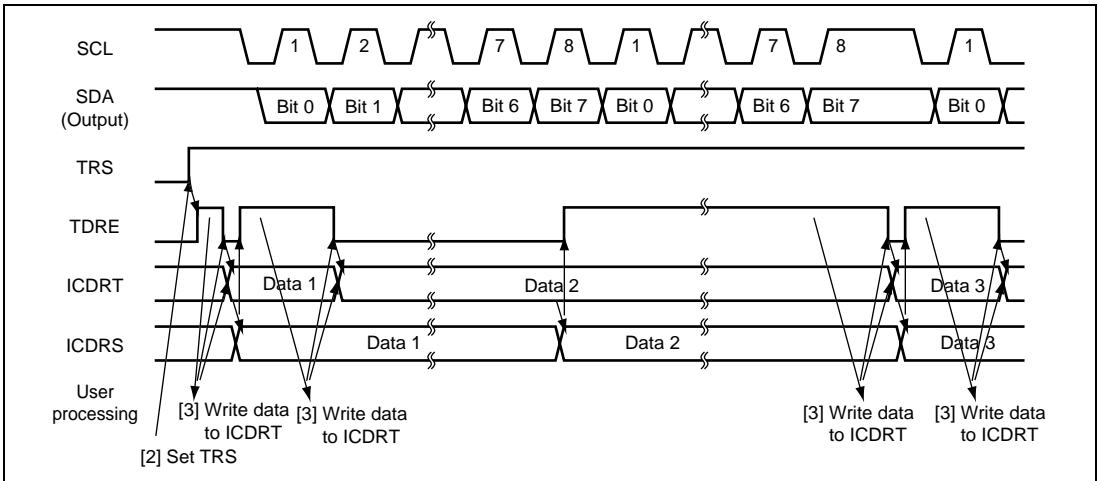 SCL 1 2 7 8 1 7 8 1
SDA
(Output) Bit 0 Bit 1 Bit 6 Bit 7 Bit 0 Bit 6 Bit 7 Bit 0
TRS
TDRE
ICDRT Data 1 Data 2 Data 3
ICDRS Data 1 Data 2 Data 3
User
processing
[3] Write data
to ICDRT
[3] Write data
to ICDRT
[3] Write data
to ICDRT
[3] Write data
to ICDRT
[2] Set TRS